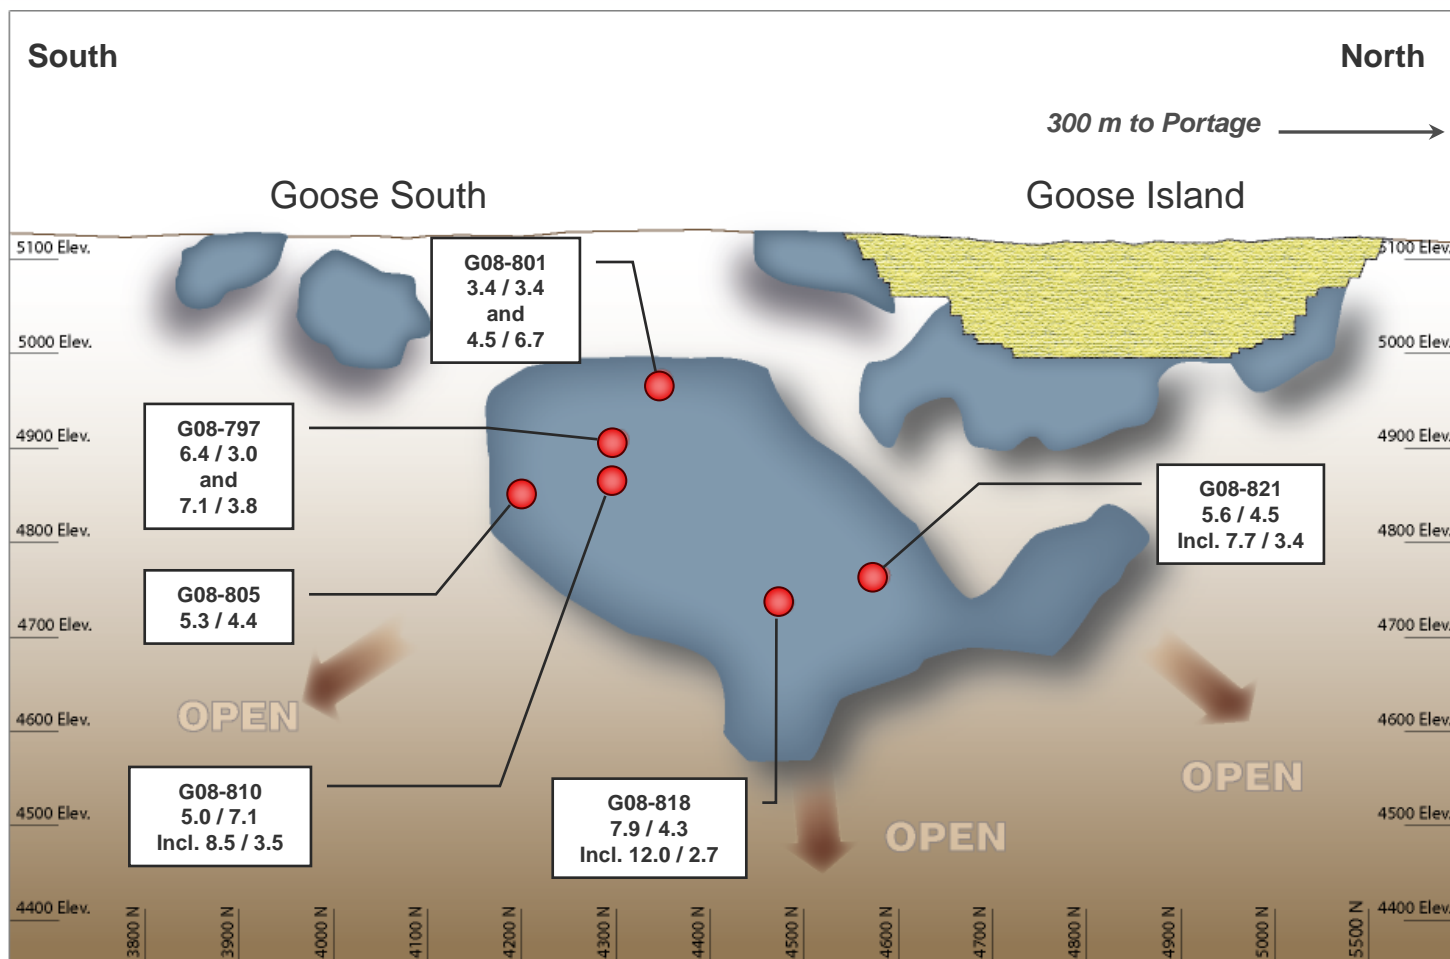 South
North
300 m to Portage
Goose South
Goose Island
5100 Elev.
5100 Elev.
G08-801
3.4 / 3.4
and
4.5 / 6.7
5000 Elev.
5000 Elev.
G08-797
6.4 / 3.0
and
7.1 / 3.8
4900 Elev.
4900 Elev.
G08-821
5.6 / 4.5
Incl. 7.7 / 3.4
4800 Elev.
4800 Elev.
G08-805
5.3 / 4.4
4700 Elev.
4700 Elev.
OPEN
4600 Elev.
4600 Elev.
OPEN
G08-810
5.0 / 7.1
Incl. 8.5 / 3.5
G08-818
7.9 / 4.3
Incl. 12.0 / 2.7
OPEN
4500 Elev.
4500 Elev.
4400 Elev.
4400 Elev.
3800 N
3900 N
4000 N
4100 N
4200 N
4300 N
4400 N
4500 N
4600 N
4700 N
4800 N
4900 N
5000 N
5500 N